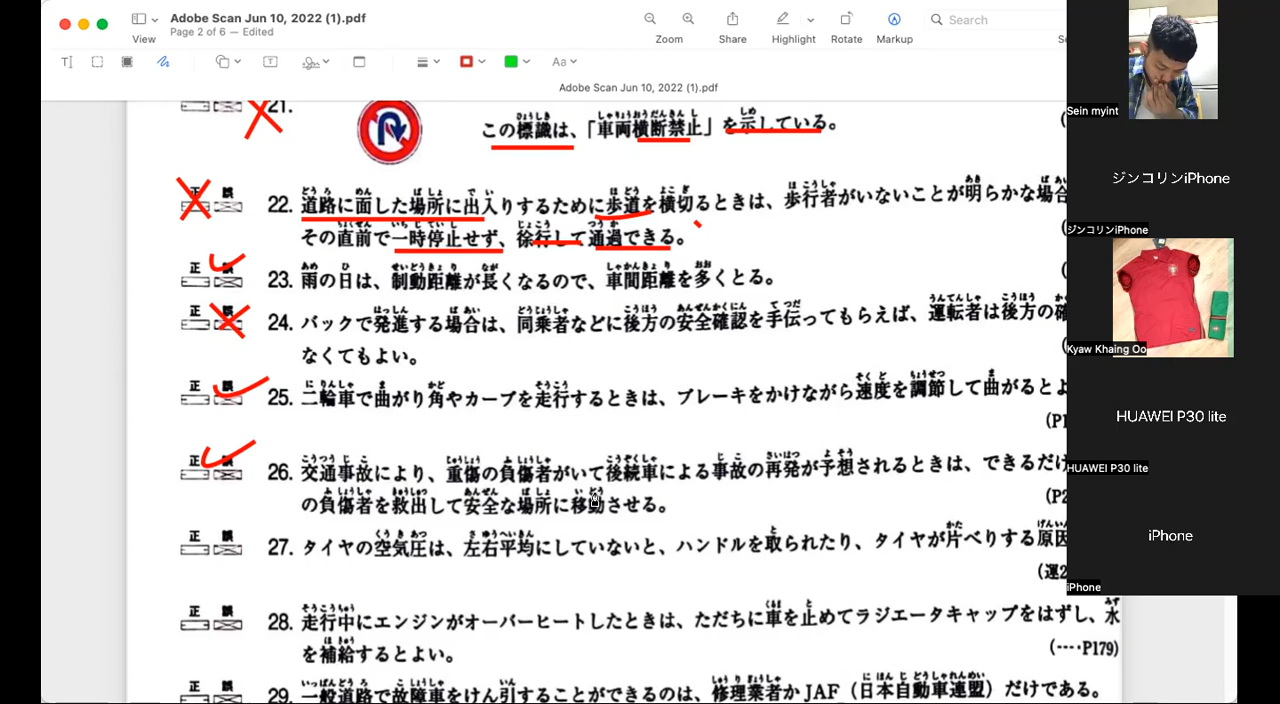 Adobe Scan Jun 10, 2022 (1).pdf
Page 2 of 6 — Edited
View
Zoom
Share
Highlight
Rotate
Markup
Search
Aa
Adobe Scan Jun 10, 2022 (1).pdf
21.
この標識は、「車両横断禁止」を示している。
正 誤
22. 道路に面した場所に出入りするために歩道を横切るときは、歩行者がいないことが明らかな場合
その直前で一時停止せず、徐行して通過できる。
正 誤
23. 雨の日は、制動距離が長くなるので、車間距離を多くとる。
正 誤
24. バックで発進する場合は、同乗者などに後方の安全確認を手伝ってもらえば、運転者は後方の確
なくてもよい。
正 誤
25. 二輪車で曲がり角やカーブを走行するときは、ブレーキをかけながら速度を調節して曲がるとよ
(P1
正 誤
26. 交通事故により、重傷の負傷者がいて後続車による事故の再発が予想されるときは、できるだけ
の負傷者を救出して安全な場所に移動させる。
(P2
正 誤
27. タイヤの空気圧は、左右平均にしていないと、ハンドルを取られたり、タイヤが片べりする原因
(運2
正 誤
28. 走行中にエンジンがオーバーヒートしたときは、ただちに車を止めてラジエータキャップをはずし、水
を補給するとよい。
(‥‥P179)
正 誤
29. 一般道路で故障車をけん引することができるのは、修理業者か JAF（日本自動車連盟）だけである。
Sein myint
ジンコリンiPhone
ジンコリンiPhone
Kyaw Khaing Oo
HUAWEI P30 lite
HUAWEI P30 lite
iPhone
iPhone